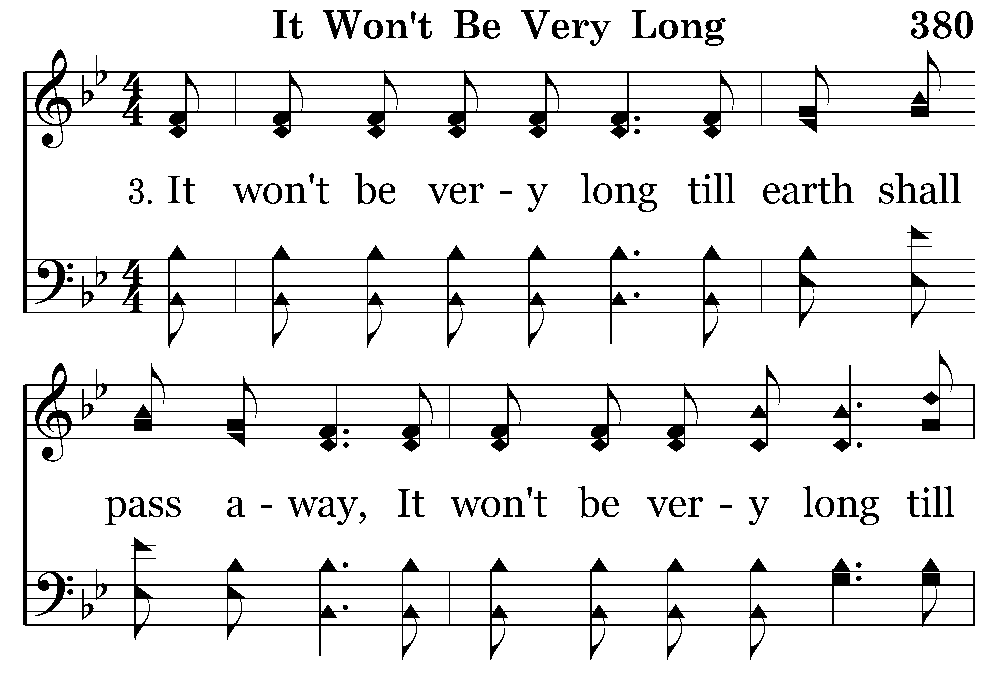 It Won't Be Very Long 380
3. It won't be ver - y long till earth shall
pass a - way, It won't be ver - y long till